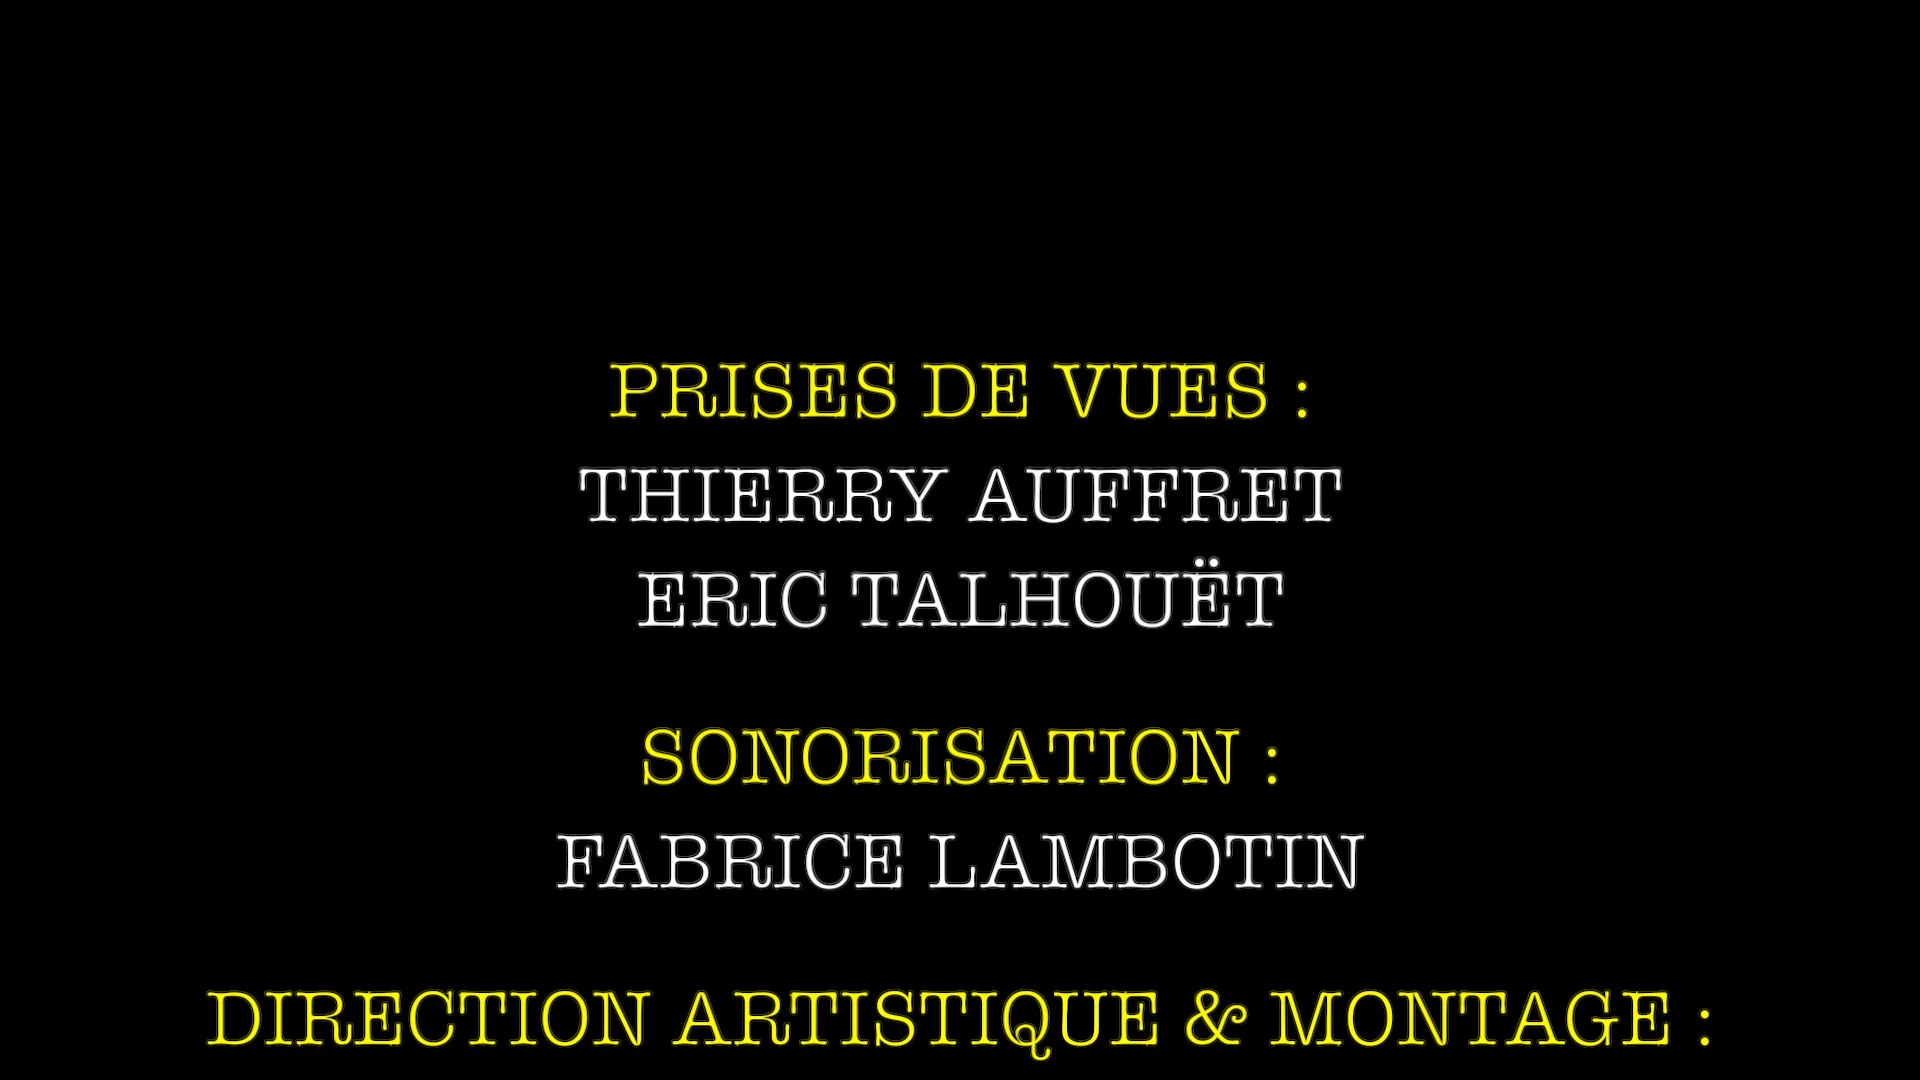 PRISES DE VUES :
THIERRY AUFFRET
ERIC TALHOUËT
SONORISATION :
FABRICE LAMBOTIN
DIRECTION ARTISTIQUE & MONTAGE :